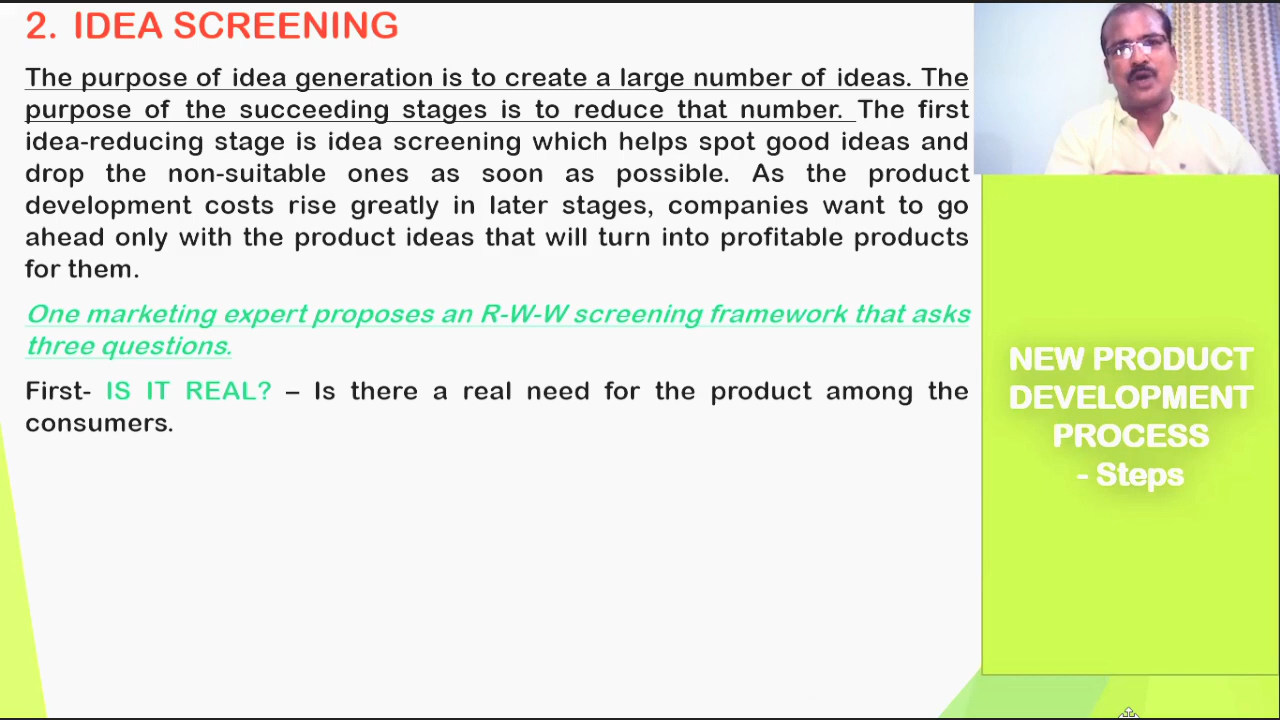 2. IDEA SCREENING
The purpose of idea generation is to create a large number of ideas. The
purpose of the succeeding stages is to reduce that number. The first
idea-reducing stage is idea screening which helps spot good ideas and
drop the non-suitable ones as soon as possible. As the product
development costs rise greatly in later stages, companies want to go
ahead only with the product ideas that will turn into profitable products
for them.
One marketing expert proposes an R-W-W screening framework that asks
three questions.
First- IS IT REAL? – Is there a real need for the product among the
consumers.
NEW PRODUCT
DEVELOPMENT
PROCESS
- Steps